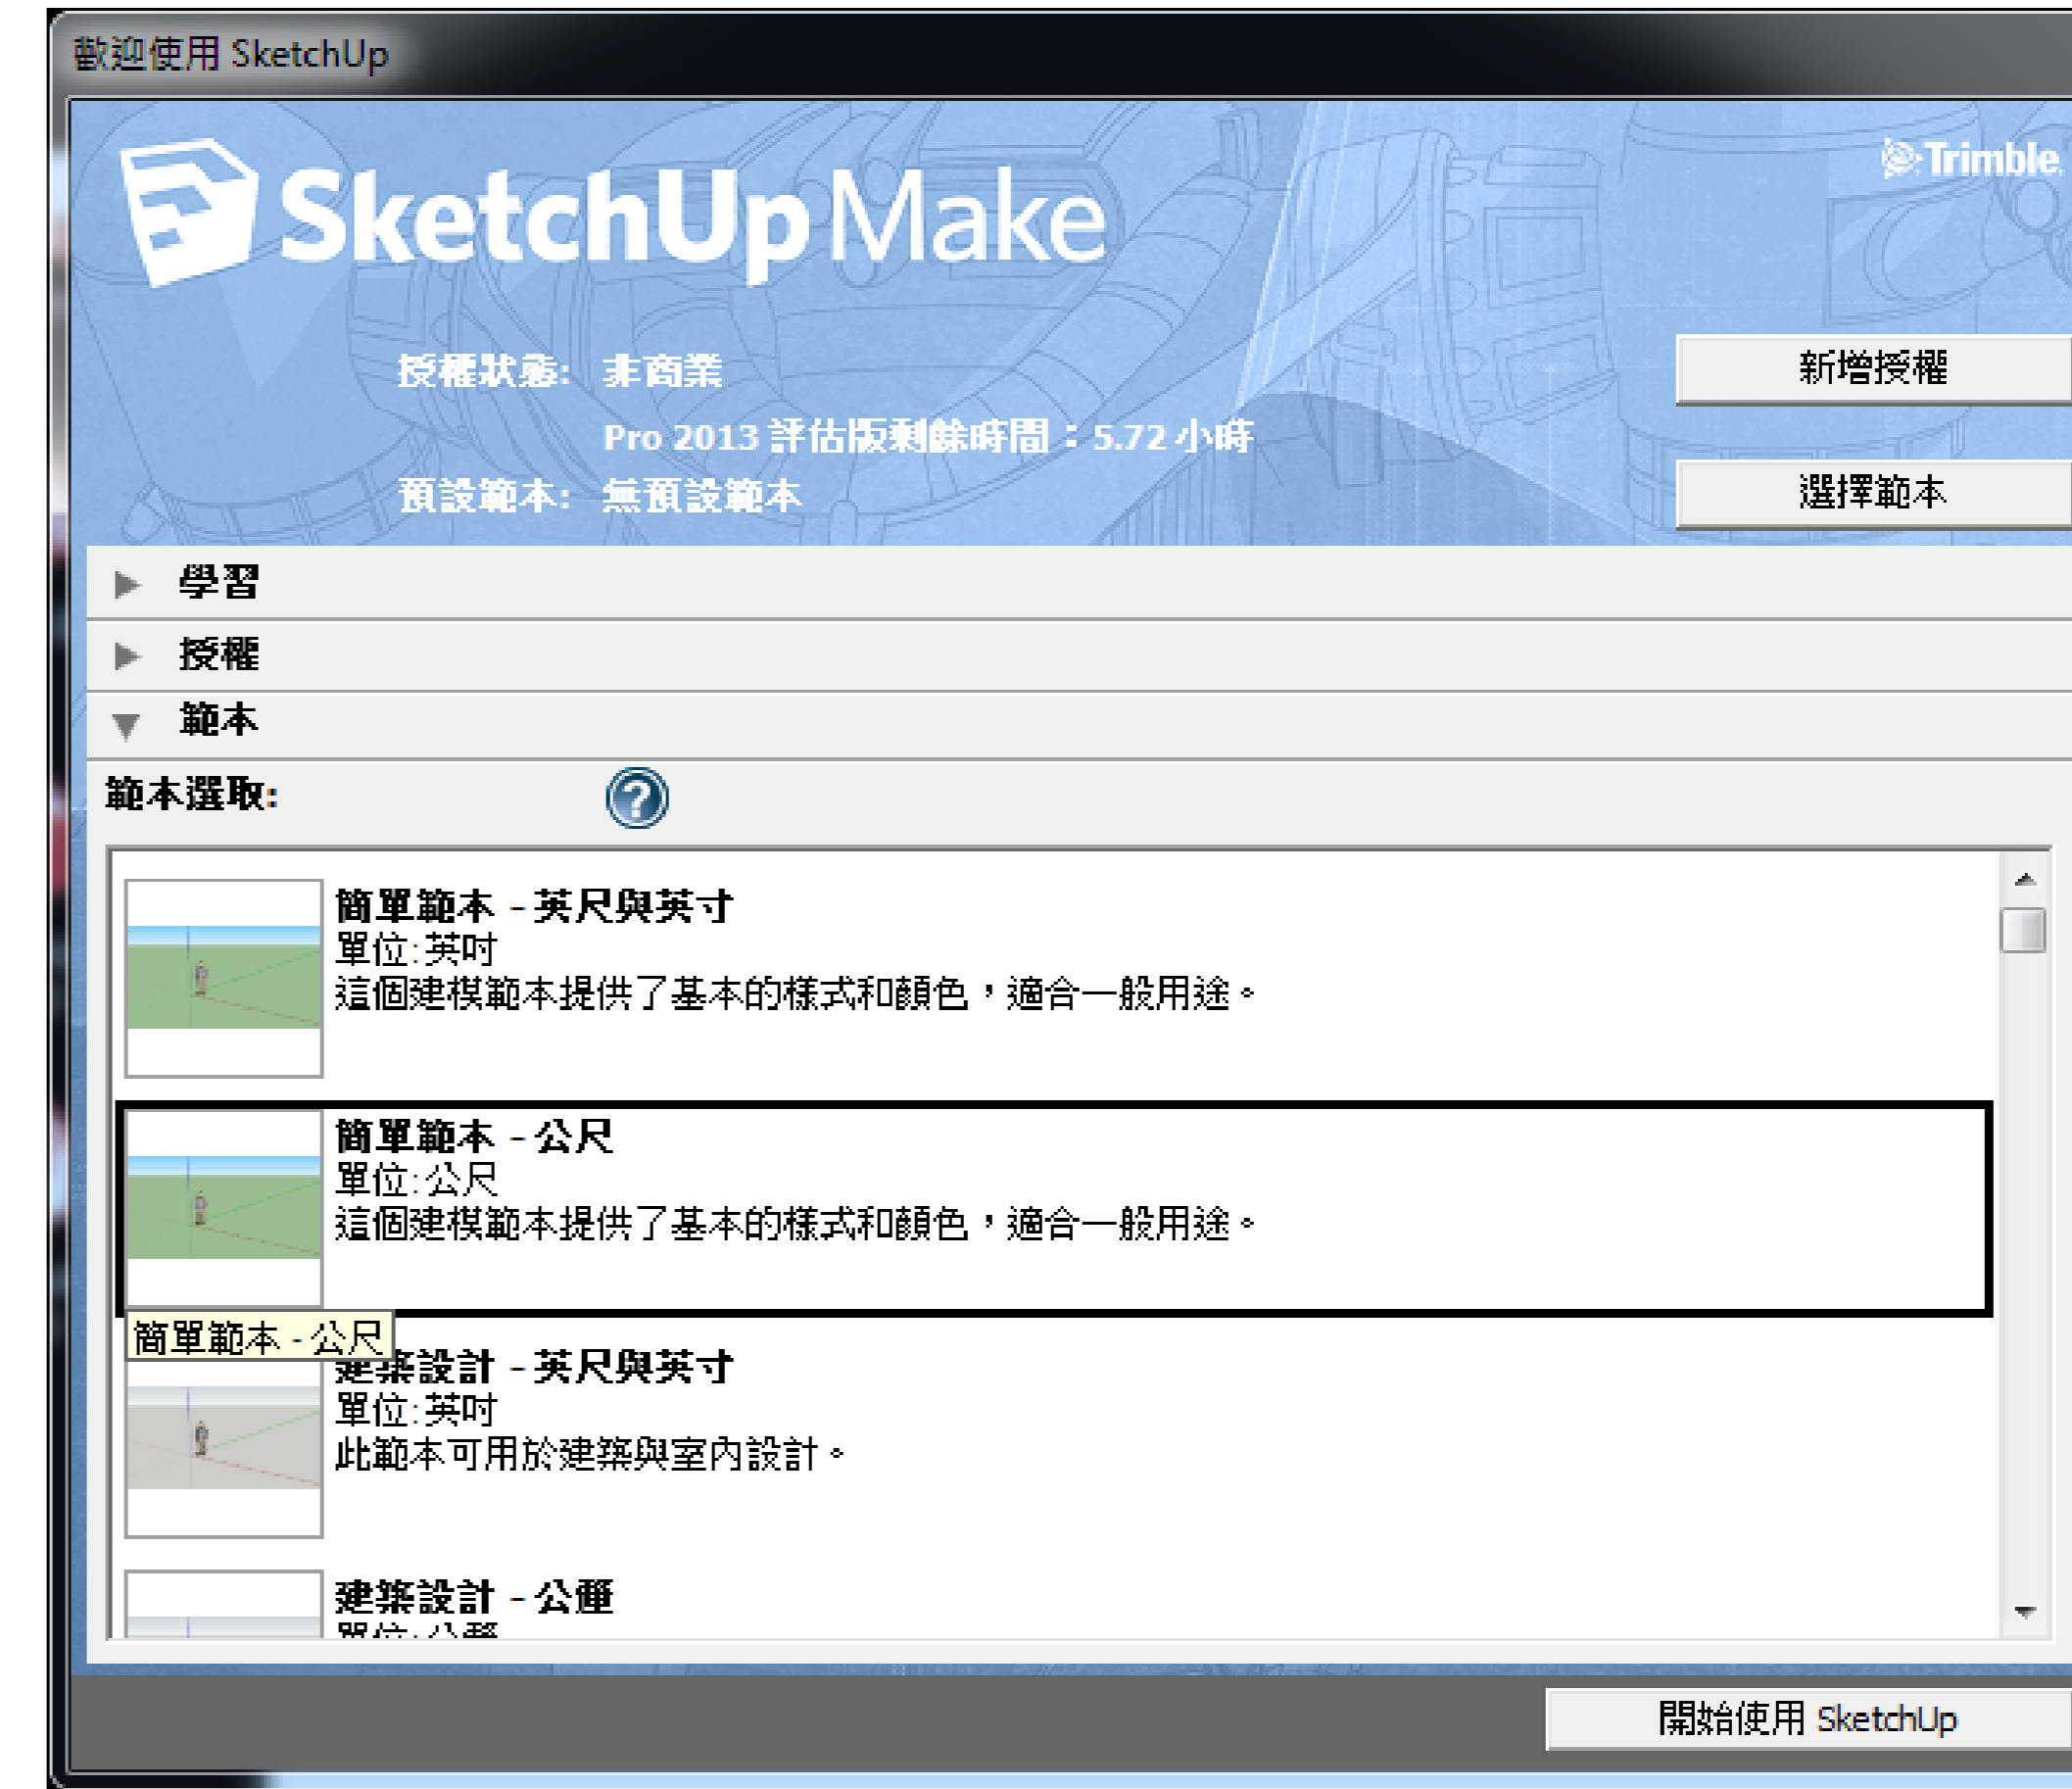 歡迎使用 SketchUp
Trimble.
SketchUp Make
授權狀態: 非商業
新增授權
Pro 2013 評估版剩餘時間：5.72 小時
預設範本: 無預設範本
選擇範本
學習
授權
範本
範本選取:
簡單範本 - 英尺與英寸
單位: 英吋
這個建模範本提供了基本的樣式和顏色，適合一般用途。
簡單範本 - 公尺
單位: 公尺
這個建模範本提供了基本的樣式和顏色，適合一般用途。
簡單範本 - 公尺
建築設計 - 英尺與英寸
單位: 英吋
此範本可用於建築與室內設計。
建築設計 - 公釐
單位: 公釐
開始使用 SketchUp